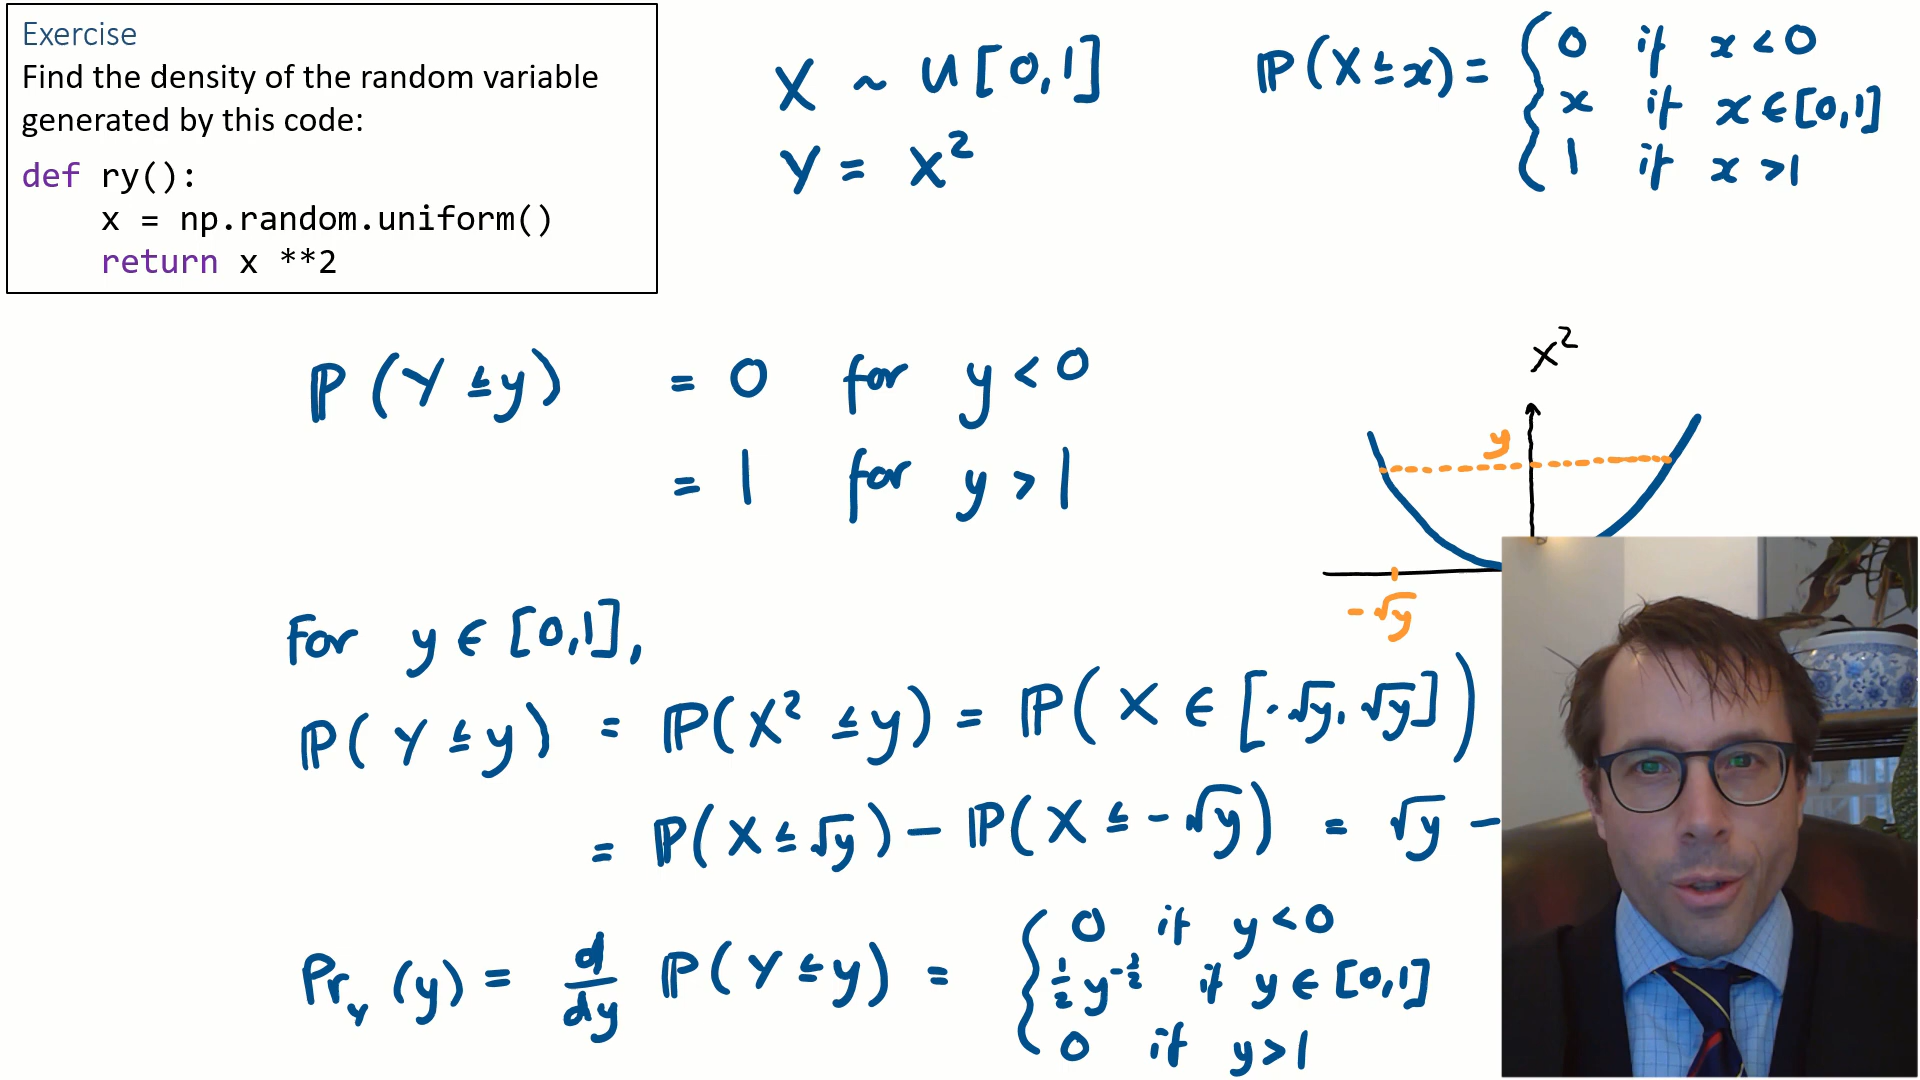 Exercise
Find the density of the random variable
generated by this code:
def ry():
    x = np.random.uniform()
    return x **2
X ~ U[0,1]
Y = X²
ℙ(X ≤ x) = { 0 if x < 0
x if x ∈ [0,1]
1 if x > 1
ℙ(Y ≤ y) = 0 for y < 0
= 1 for y > 1
x²
y
-√y
For y ∈ [0,1],
ℙ(Y ≤ y) = ℙ(X² ≤ y) = ℙ(X ∈ [-√y, √y])
= ℙ(X ≤ √y) - ℙ(X ≤ -√y) = √y -
Pr_Y(y) = d/dy ℙ(Y ≤ y) = { 0 if y < 0
½ y^-½ if y ∈ [0,1]
0 if y > 1